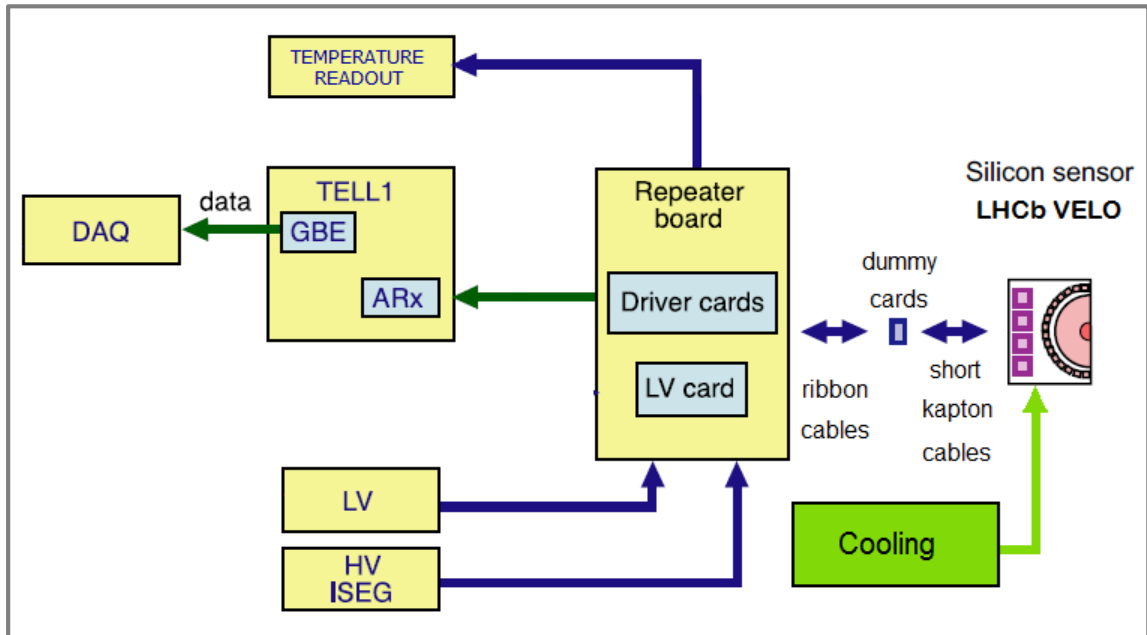 TEMPERATURE
READOUT
TELL1
GBE
ARx
data
DAQ
Repeater
board
Driver cards
LV card
Silicon sensor
LHCb VELO
dummy
cards
ribbon
cables
short
kapton
cables
LV
HV
ISEG
Cooling